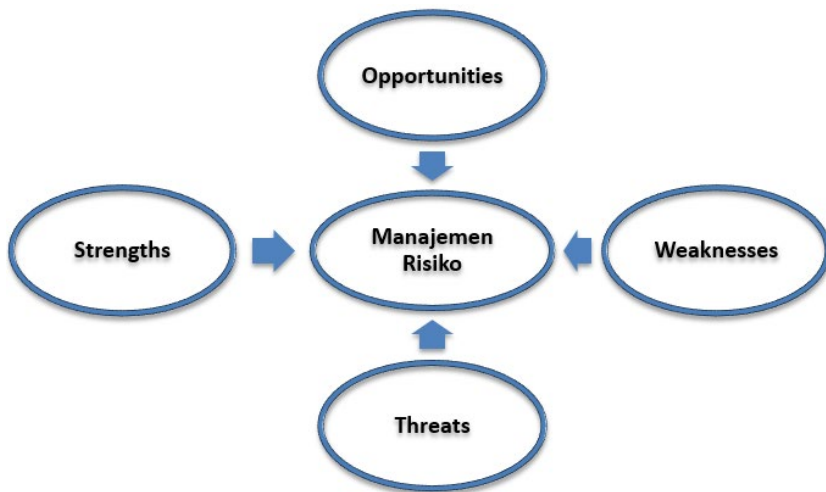 Opportunities
Strengths
Manajemen
Risiko
Weaknesses
Threats